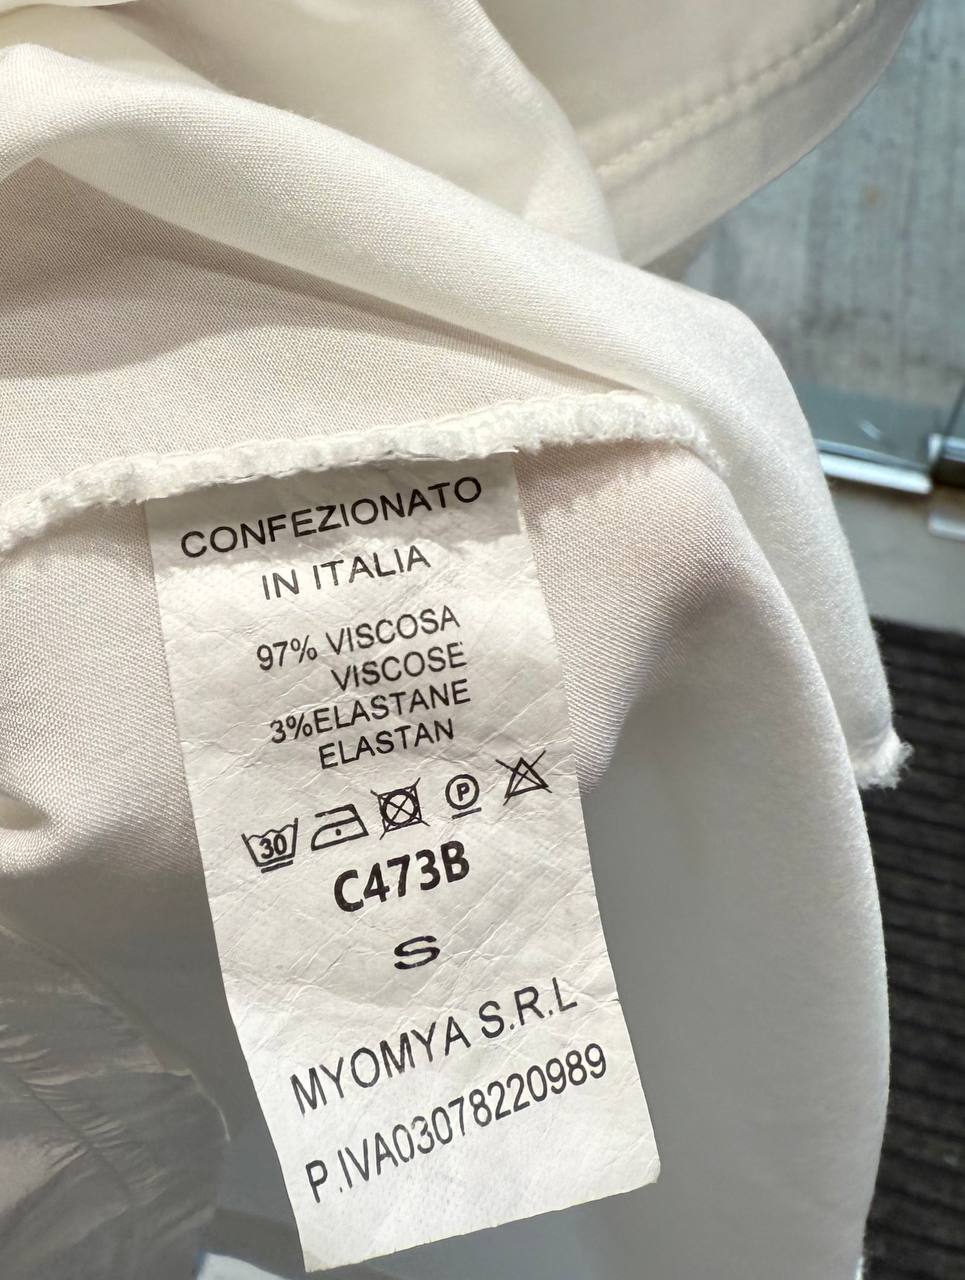 CONFEZIONATO
IN ITALIA
97% VISCOSA
VISCOSE
3%ELASTANE
ELASTAN
30 P
C473B
S
MYOMYA S.R.L
P.IVA03078220989